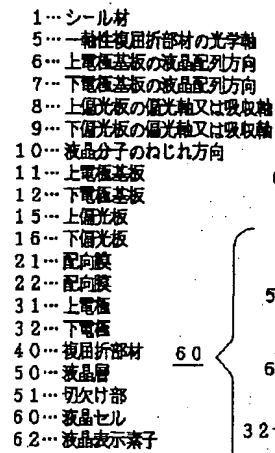 1…シール材
5…一軸性複屈折部材の光学軸
6…上電極基板の液晶配列方向
7…下電極基板の液晶配列方向
8…上偏光板の偏光軸又は吸収軸
9…下偏光板の偏光軸又は吸収軸
10…液晶分子のねじれ方向
11…上電極基板
12…下電極基板
15…上偏光板
16…下偏光板
21…配向膜
22…配向膜
31…上電極
32…下電極
40…複屈折部材
50…液晶層
51…切欠け部
60…液晶セル
62…液晶表示素子
60
5
6
32